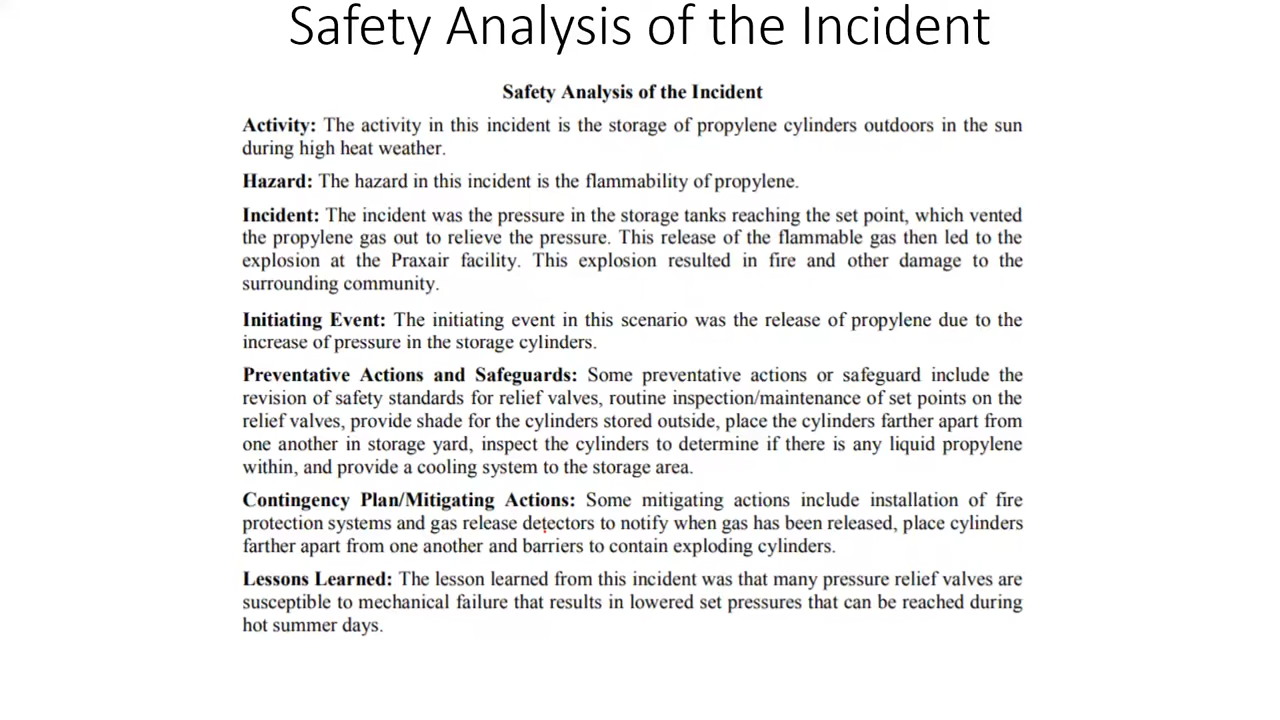 Safety Analysis of the Incident
Safety Analysis of the Incident
Activity: The activity in this incident is the storage of propylene cylinders outdoors in the sun
during high heat weather.
Hazard: The hazard in this incident is the flammability of propylene.
Incident: The incident was the pressure in the storage tanks reaching the set point, which vented
the propylene gas out to relieve the pressure. This release of the flammable gas then led to the
explosion at the Praxair facility. This explosion resulted in fire and other damage to the
surrounding community.
Initiating Event: The initiating event in this scenario was the release of propylene due to the
increase of pressure in the storage cylinders.
Preventative Actions and Safeguards: Some preventative actions or safeguard include the
revision of safety standards for relief valves, routine inspection/maintenance of set points on the
relief valves, provide shade for the cylinders stored outside, place the cylinders farther apart from
one another in storage yard, inspect the cylinders to determine if there is any liquid propylene
within, and provide a cooling system to the storage area.
Contingency Plan/Mitigating Actions: Some mitigating actions include installation of fire
protection systems and gas release detectors to notify when gas has been released, place cylinders
farther apart from one another and barriers to contain exploding cylinders.
Lessons Learned: The lesson learned from this incident was that many pressure relief valves are
susceptible to mechanical failure that results in lowered set pressures that can be reached during
hot summer days.